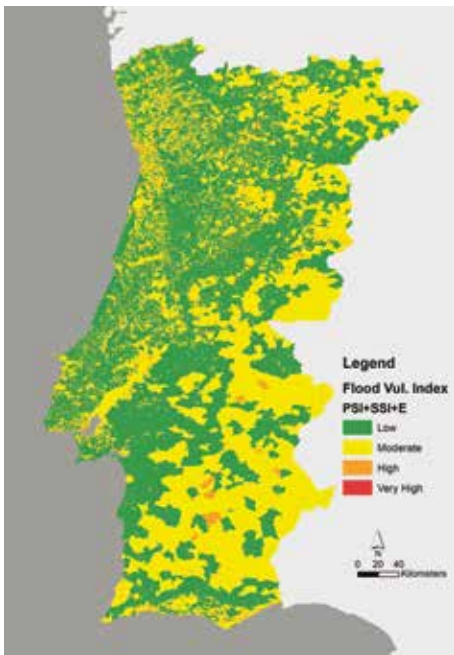 Legend
Flood Vul. Index
PSI+SSI+E
Low
Moderate
High
Very High
N
0 20 40
Kilometers